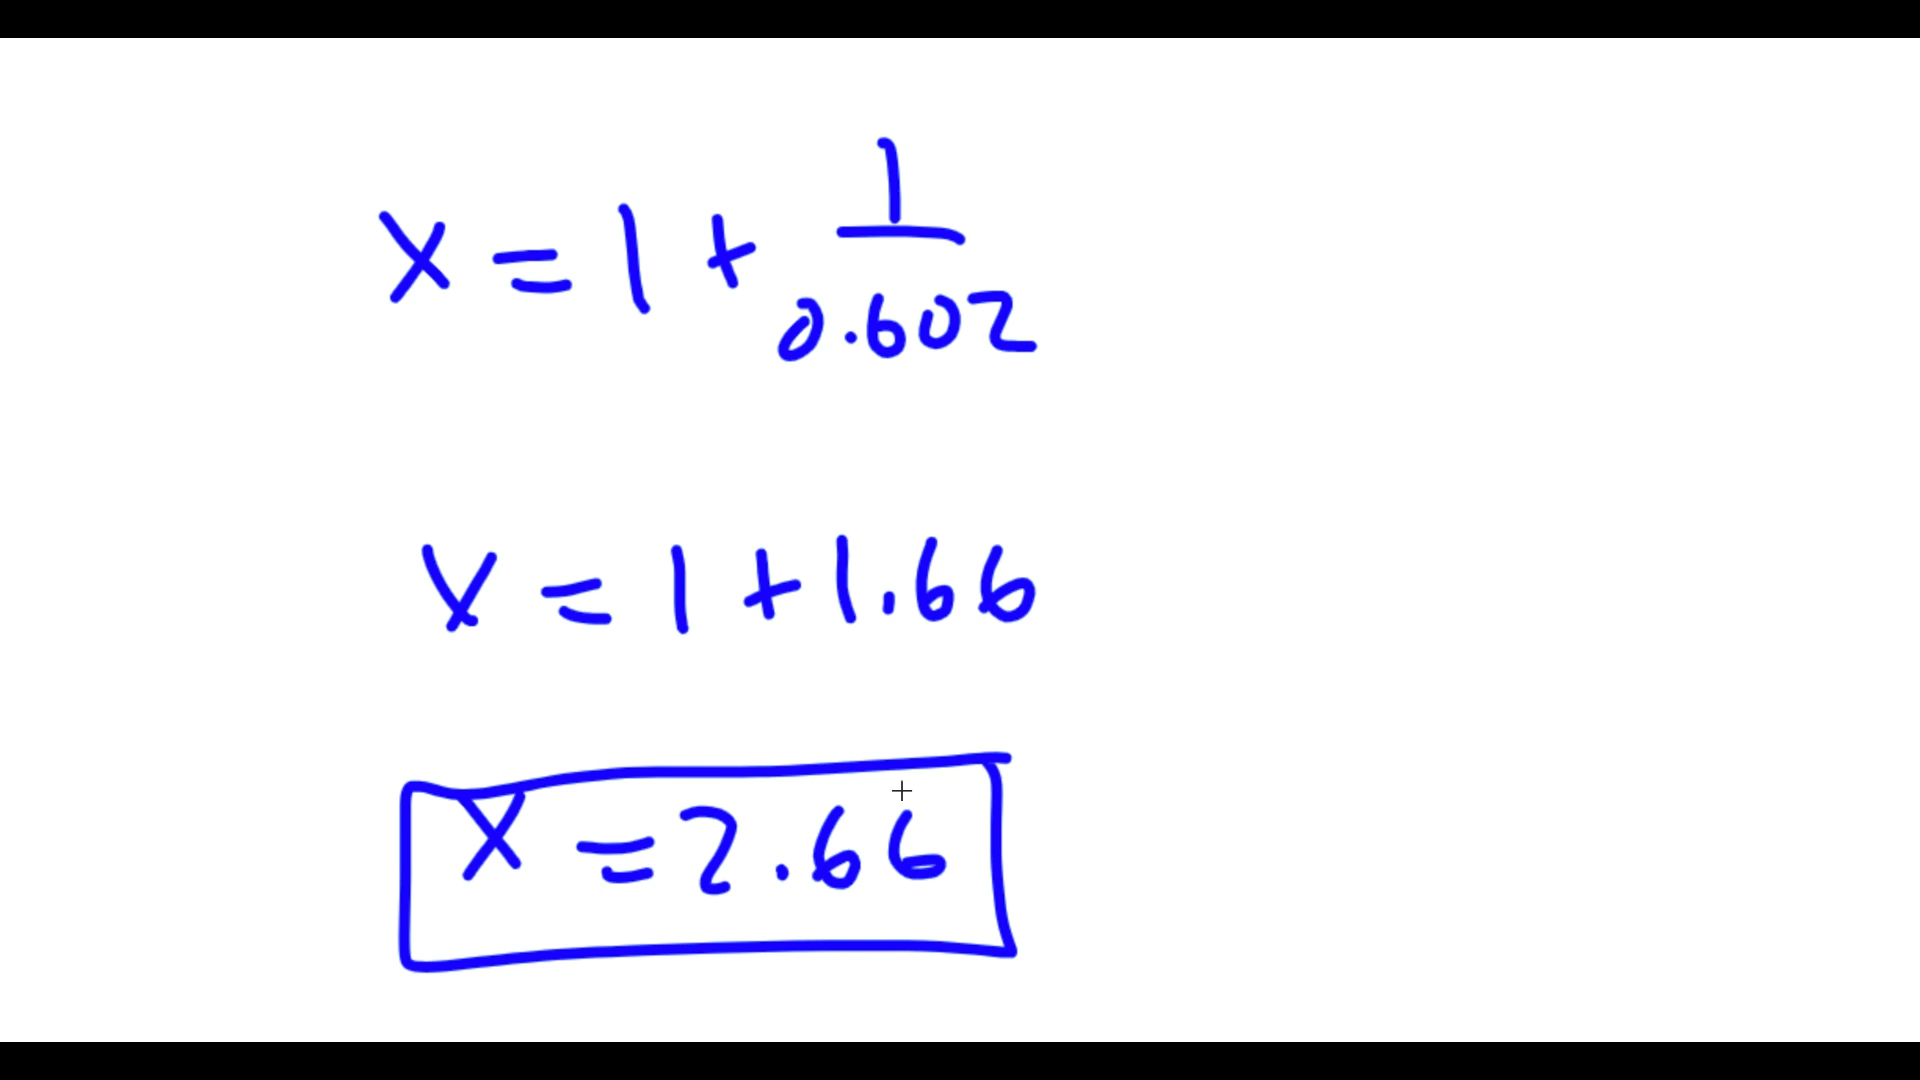 x = 1 + 1/0.602
x = 1 + 1.66
x = 2.66